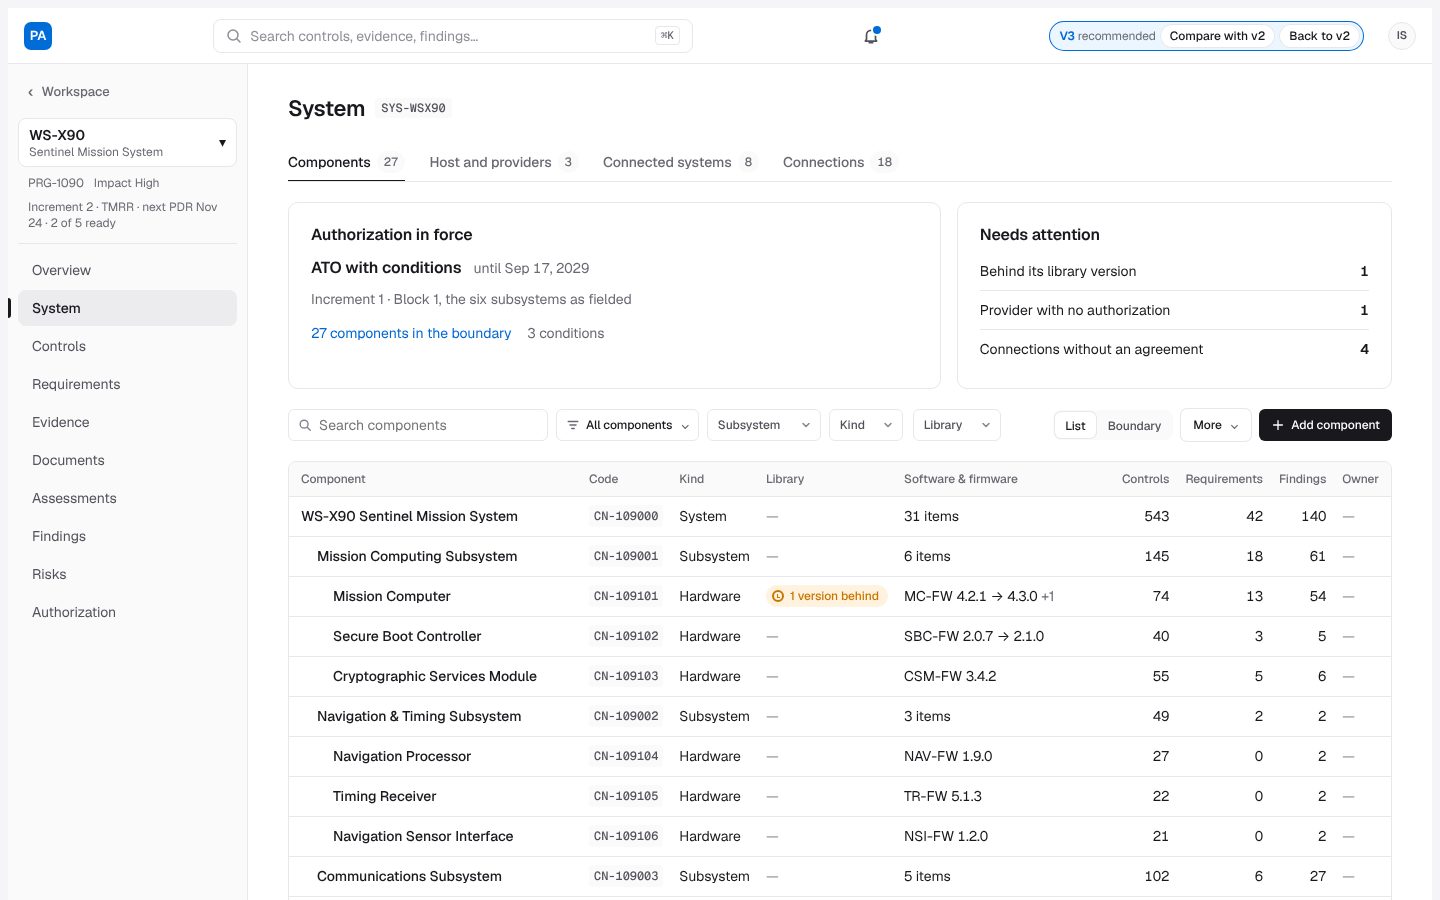 PA
Search controls, evidence, findings...
⌘K
V3 recommended
Compare with v2
Back to v2
IS
Workspace
WS-X90
Sentinel Mission System
PRG-1090 Impact High
Increment 2 · TMRR · next PDR Nov
24 · 2 of 5 ready
Overview
System
Controls
Requirements
Evidence
Documents
Assessments
Findings
Risks
Authorization
System SYS-WSX90
Components 27
Host and providers 3
Connected systems 8
Connections 18
Authorization in force
ATO with conditions until Sep 17, 2029
Increment 1 · Block 1, the six subsystems as fielded
27 components in the boundary 3 conditions
Needs attention
Behind its library version 1
Provider with no authorization 1
Connections without an agreement 4
Search components
All components
Subsystem
Kind
Library
List
Boundary
More
+ Add component
Component Code Kind Library Software & firmware Controls Requirements Findings Owner
WS-X90 Sentinel Mission System CN-109000 System — 31 items 543 42 140 —
Mission Computing Subsystem CN-109001 Subsystem — 6 items 145 18 61 —
Mission Computer CN-109101 Hardware 1 version behind MC-FW 4.2.1 → 4.3.0 +1 74 13 54 —
Secure Boot Controller CN-109102 Hardware — SBC-FW 2.0.7 → 2.1.0 40 3 5 —
Cryptographic Services Module CN-109103 Hardware — CSM-FW 3.4.2 55 5 6 —
Navigation & Timing Subsystem CN-109002 Subsystem — 3 items 49 2 2 —
Navigation Processor CN-109104 Hardware — NAV-FW 1.9.0 27 0 2 —
Timing Receiver CN-109105 Hardware — TR-FW 5.1.3 22 0 2 —
Navigation Sensor Interface CN-109106 Hardware — NSI-FW 1.2.0 21 0 2 —
Communications Subsystem CN-109003 Subsystem — 5 items 102 6 27 —